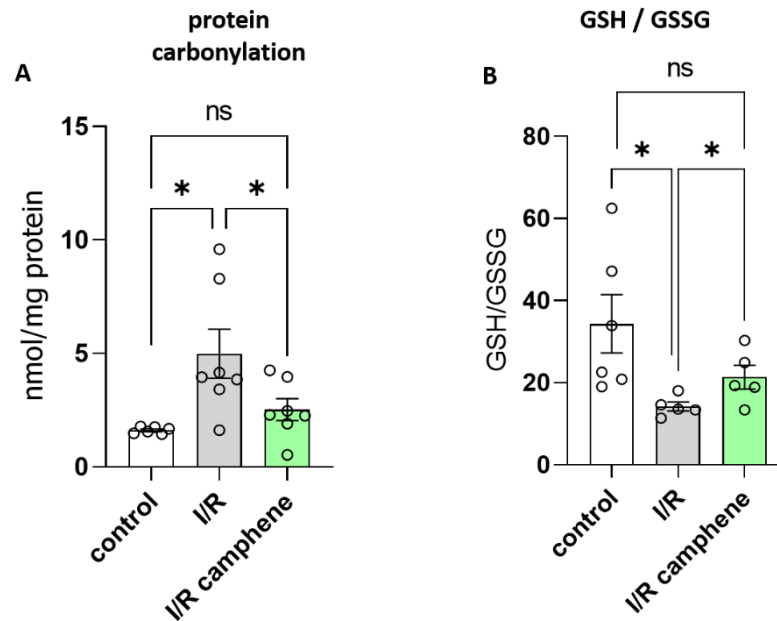 protein
carbonylation
A
ns
*
*
15
10
5
0
nmol/mg protein
control
I/R
I/R camphene
GSH / GSSG
B
ns
*
*
80
60
40
20
0
GSH/GSSG
control
I/R
I/R camphene